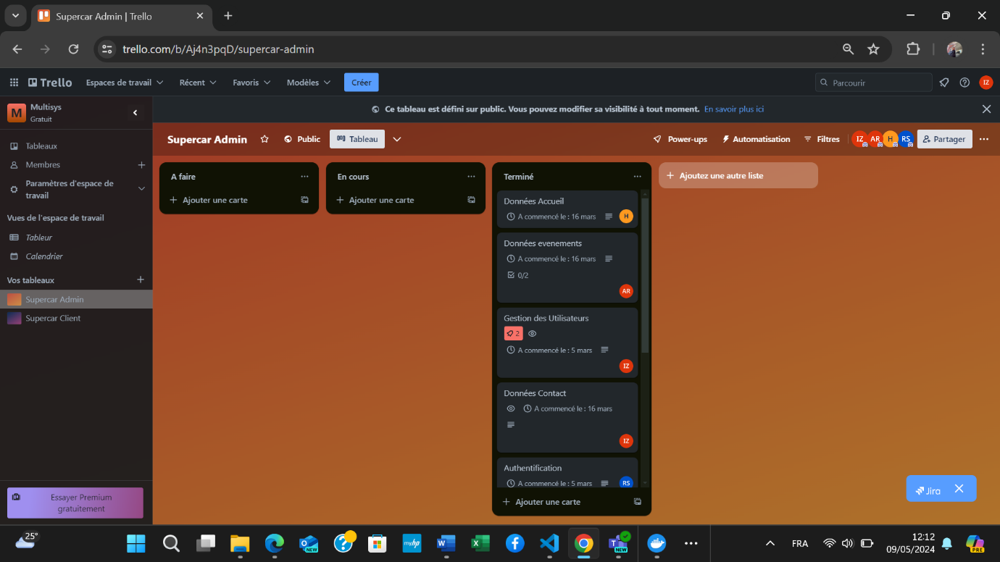 Supercar Admin | Trello
trello.com/b/Aj4n3pqD/supercar-admin
Trello
Espaces de travail
Récent
Favoris
Modèles
Créer
Parcourir
IZ
M
Multisys
Gratuit
Ce tableau est défini sur public. Vous pouvez modifier sa visibilité à tout moment. En savoir plus ici
Tableaux
Membres
Paramètres d'espace de
travail
Vues de l'espace de travail
Tableur
Calendrier
Vos tableaux
Supercar Admin
Supercar Client
Essayer Premium
gratuitement
Supercar Admin
Public
Tableau
Power-ups
Automatisation
Filtres
IZ
AR
H
RS
Partager
A faire
Ajouter une carte
En cours
Ajouter une carte
Terminé
Données Accueil
A commencé le : 16 mars
H
Données evenements
A commencé le : 16 mars
0/2
AR
Gestion des Utilisateurs
2
A commencé le : 5 mars
IZ
Données Contact
A commencé le : 16 mars
IZ
Authentification
A commencé le : 5 mars
RS
Ajouter une carte
Ajoutez une autre liste
Jira
25°
NEW
myhp
NEW
FRA
12:12
09/05/2024
PRE